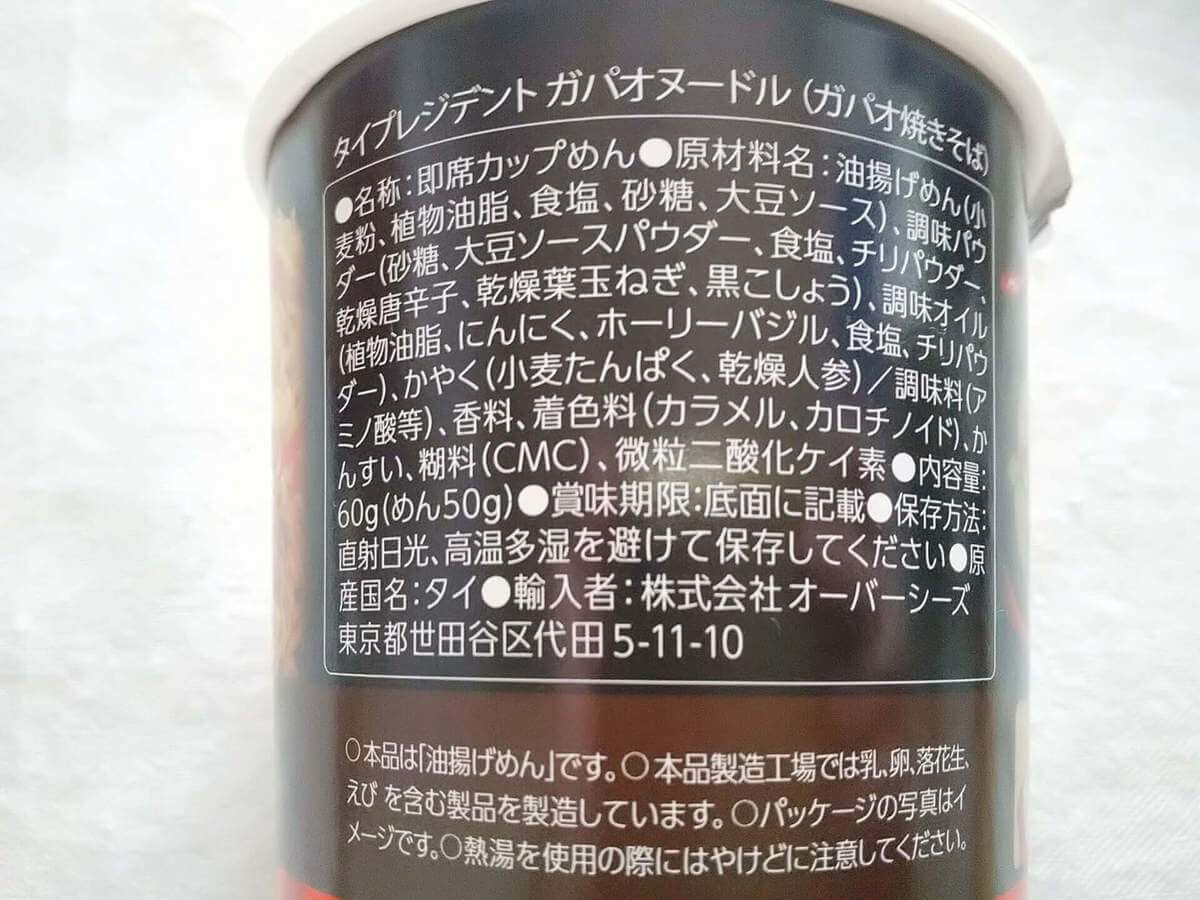 タイプレジデント ガパオヌードル（ガパオ焼きそば）
●名称：即席カップめん●原材料名：油揚げめん（小
麦粉、植物油脂、食塩、砂糖、大豆ソース）、調味パウ
ダー（砂糖、大豆ソースパウダー、食塩、チリパウダー、
乾燥唐辛子、乾燥葉玉ねぎ、黒こしょう）、調味オイル
（植物油脂、にんにく、ホーリーバジル、食塩、チリパウ
ダー）、かやく（小麦たんぱく、乾燥人参）／調味料（ア
ミノ酸等）、香料、着色料（カラメル、カロチノイド）、か
んすい、糊料（CMC）、微粒二酸化ケイ素●内容量：
60g（めん50g）●賞味期限：底面に記載●保存方法：
直射日光、高温多湿を避けて保存してください●原
産国名：タイ●輸入者：株式会社オーバーシーズ
東京都世田谷区代田5-11-10
○本品は「油揚げめん」です。○本品製造工場では乳、卵、落花生、
えび を含む製品を製造しています。○パッケージの写真はイ
メージです。○熱湯を使用の際にはやけどに注意してください。